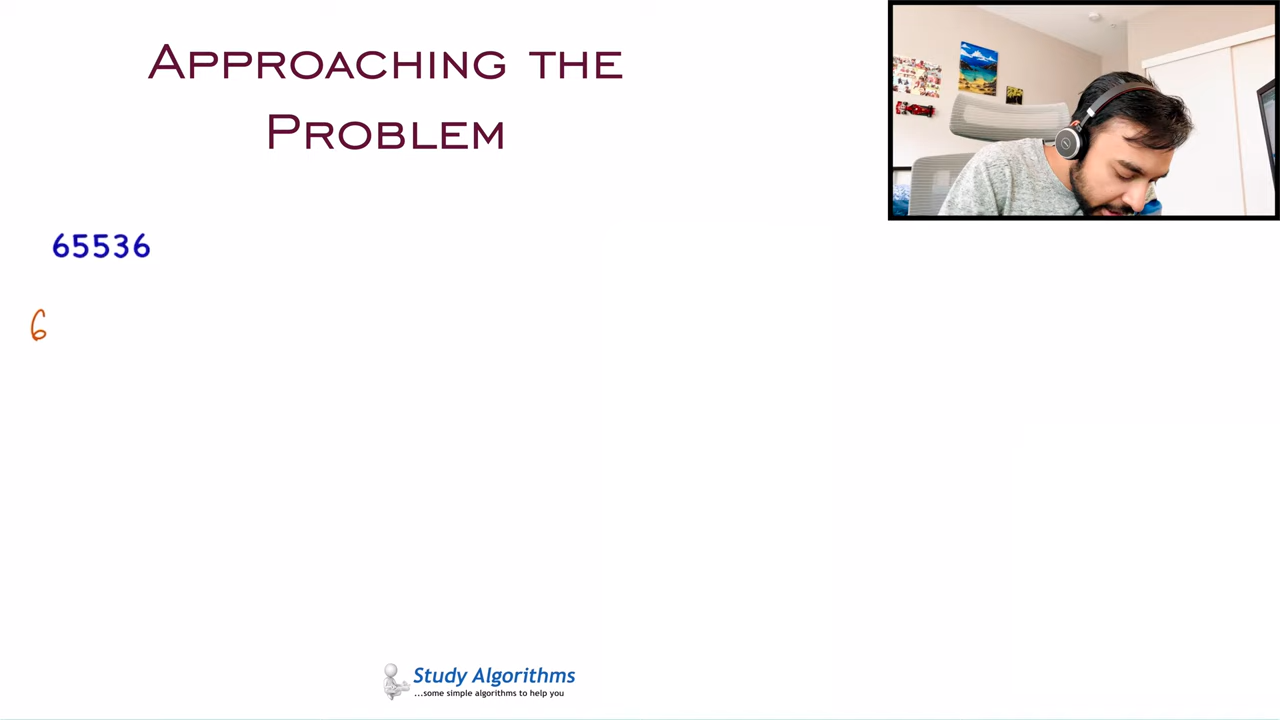 APPROACHING THE
PROBLEM
65536
6
Study Algorithms
...some simple algorithms to help you